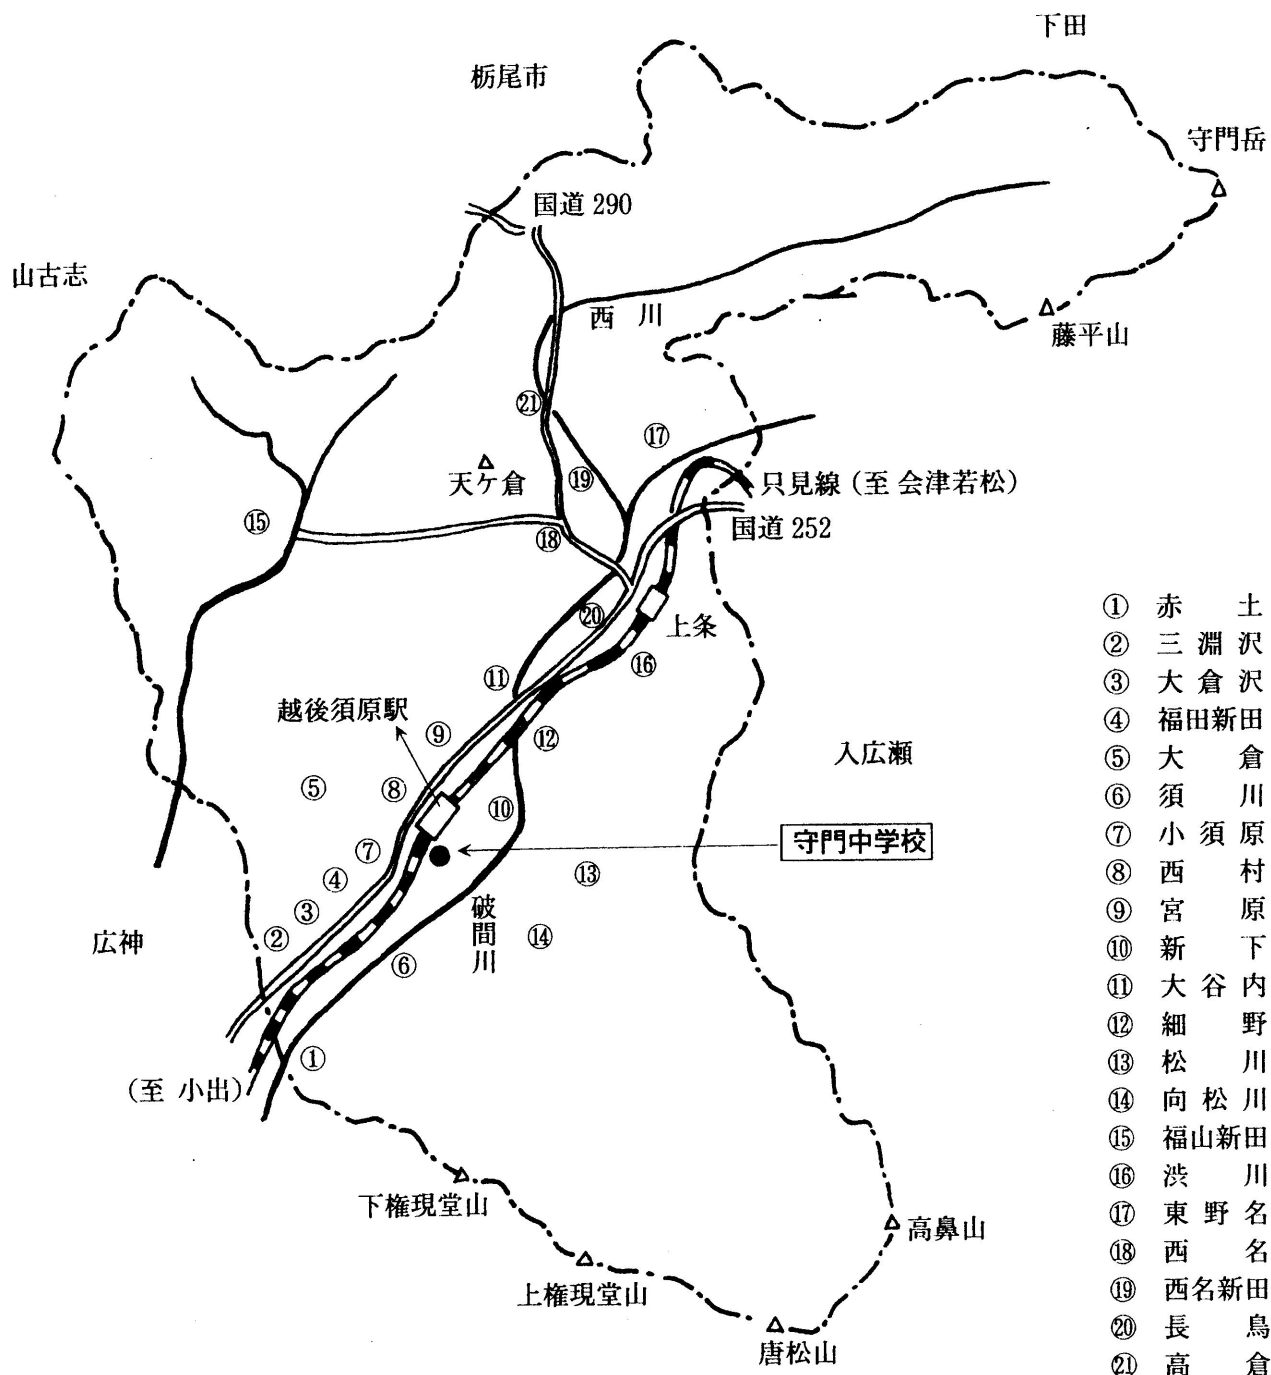 下田
栃尾市
守門岳
国道 290
山古志
西 川
藤平山
㉑
⑰
天ケ倉
⑲
只見線 (至 会津若松)
⑮
国道 252
⑱
⑳
上条
⑯
⑪
越後須原駅
⑨
⑫
入広瀬
⑤
⑧
⑩
守門中学校
⑦
⑬
④
③
破間川
広神
②
⑭
⑥
①
(至 小出)
下権現堂山
高鼻山
上権現堂山
唐松山
① 赤 土
② 三 淵 沢
③ 大 倉 沢
④ 福田新田
⑤ 大 倉
⑥ 須 川
⑦ 小 須 原
⑧ 西 村
⑨ 宮 原
⑩ 新 下
⑪ 大 谷 内
⑫ 細 野
⑬ 松 川
⑭ 向 松 川
⑮ 福山新田
⑯ 渋 川
⑰ 東 野 名
⑱ 西 名
⑲ 西名新田
⑳ 長 鳥
㉑ 高 倉